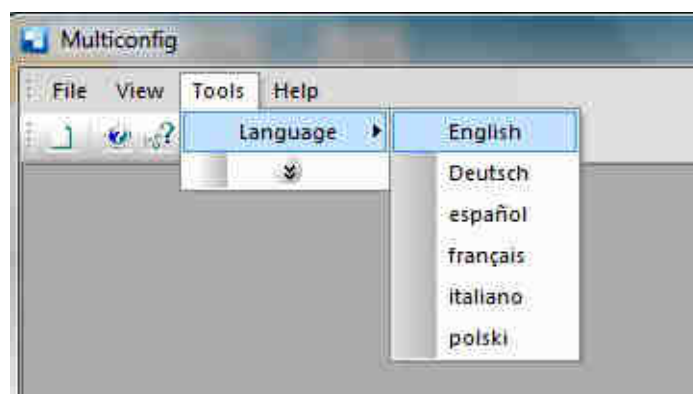 Multiconfig
File View Tools Help
Language English
Deutsch
español
français
italiano
polski